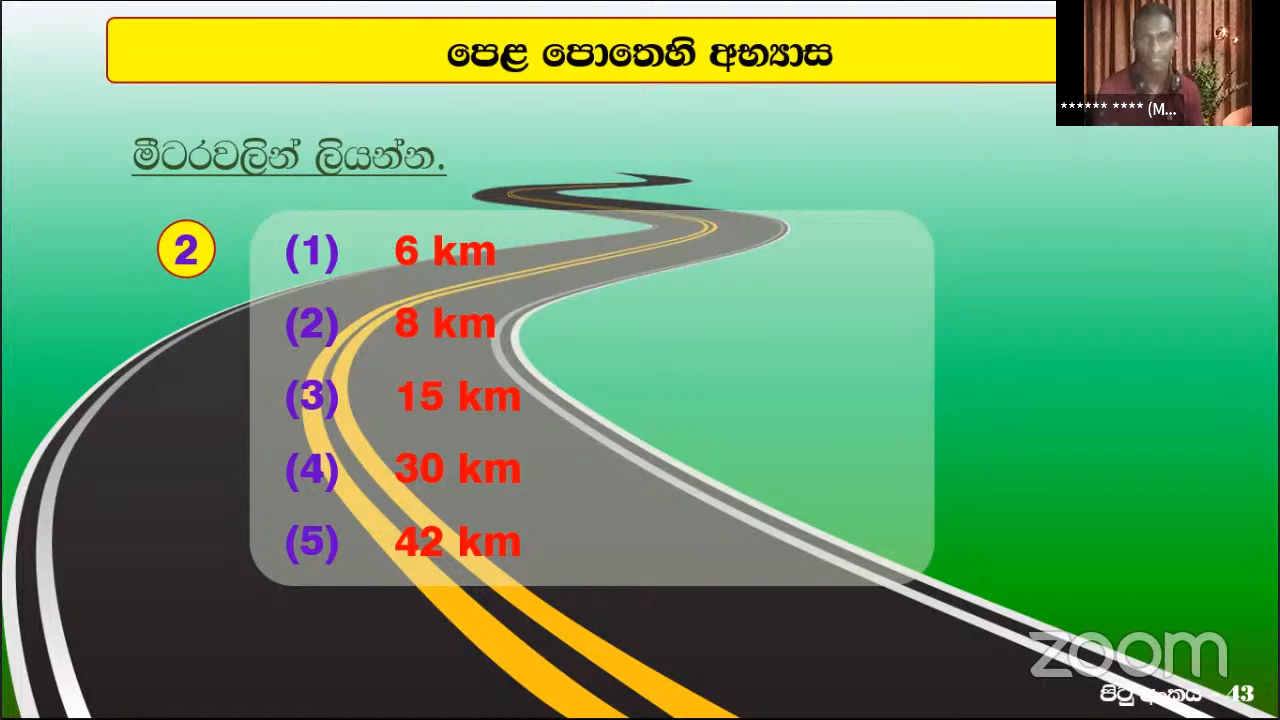 පෙළ පොතෙහි අභ්‍යාස
****** **** (M...
මීටරවලින් ලියන්න.
2 (1) 6 km
(2) 8 km
(3) 15 km
(4) 30 km
(5) 42 km
zoom
පිටු අංකය - 43